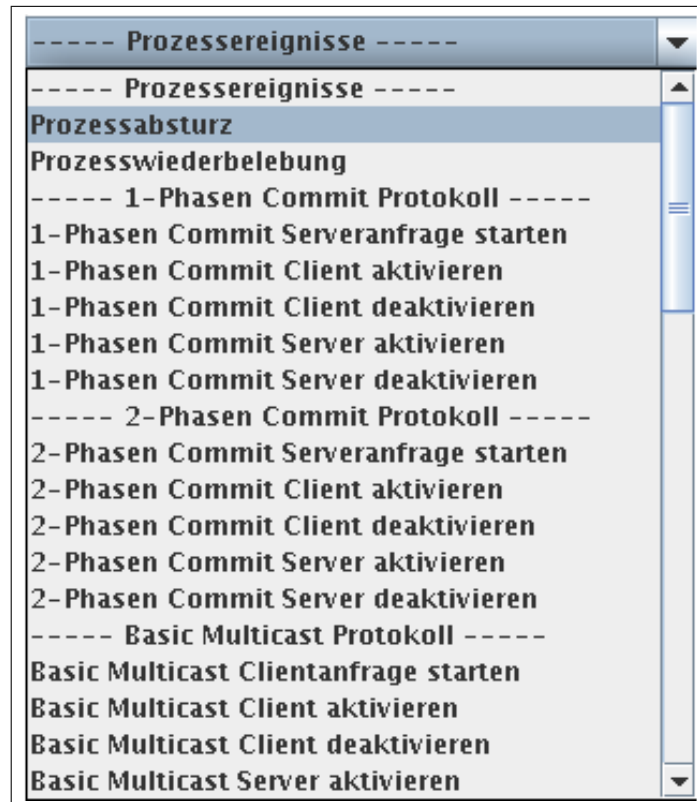 ----- Prozessereignisse -----
----- Prozessereignisse -----
Prozessabsturz
Prozesswiederbelebung
----- 1-Phasen Commit Protokoll -----
1-Phasen Commit Serveranfrage starten
1-Phasen Commit Client aktivieren
1-Phasen Commit Client deaktivieren
1-Phasen Commit Server aktivieren
1-Phasen Commit Server deaktivieren
----- 2-Phasen Commit Protokoll -----
2-Phasen Commit Serveranfrage starten
2-Phasen Commit Client aktivieren
2-Phasen Commit Client deaktivieren
2-Phasen Commit Server aktivieren
2-Phasen Commit Server deaktivieren
----- Basic Multicast Protokoll -----
Basic Multicast Clientanfrage starten
Basic Multicast Client aktivieren
Basic Multicast Client deaktivieren
Basic Multicast Server aktivieren